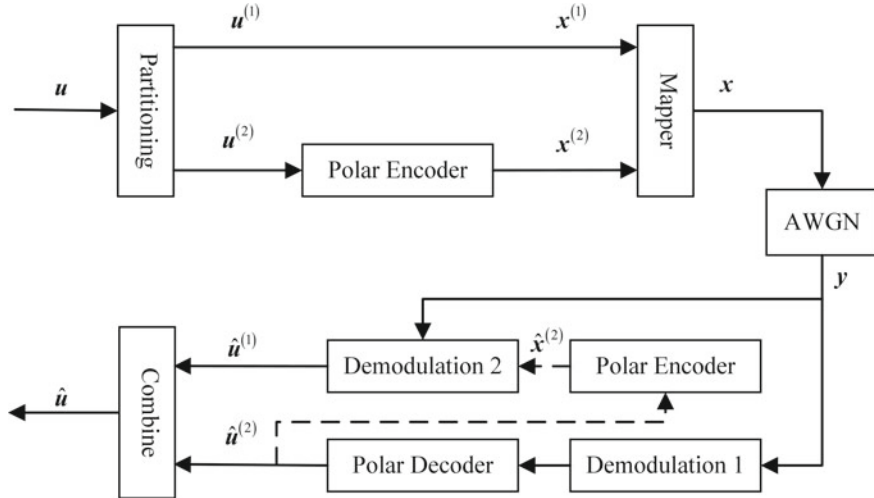 u⁽¹⁾ x⁽¹⁾
u Partitioning Mapper x
u⁽²⁾ Polar Encoder x⁽²⁾
AWGN
y
û⁽¹⁾ Demodulation 2 x̂⁽²⁾ Polar Encoder
û Combine
û⁽²⁾ Polar Decoder Demodulation 1